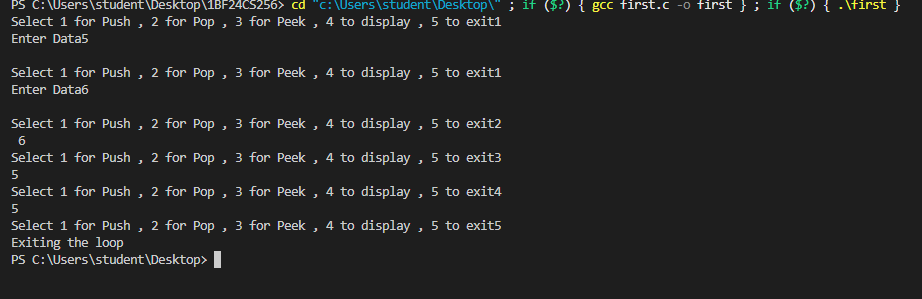 PS C:\Users\student\Desktop\1BF24CS256> cd "c:\Users\student\Desktop\" ; if ($?) { gcc first.c -o first } ; if ($?) { .\first }
Select 1 for Push , 2 for Pop , 3 for Peek , 4 to display , 5 to exit1
Enter Data5
Select 1 for Push , 2 for Pop , 3 for Peek , 4 to display , 5 to exit1
Enter Data6
Select 1 for Push , 2 for Pop , 3 for Peek , 4 to display , 5 to exit2
6
Select 1 for Push , 2 for Pop , 3 for Peek , 4 to display , 5 to exit3
5
Select 1 for Push , 2 for Pop , 3 for Peek , 4 to display , 5 to exit4
5
Select 1 for Push , 2 for Pop , 3 for Peek , 4 to display , 5 to exit5
Exiting the loop
PS C:\Users\student\Desktop>